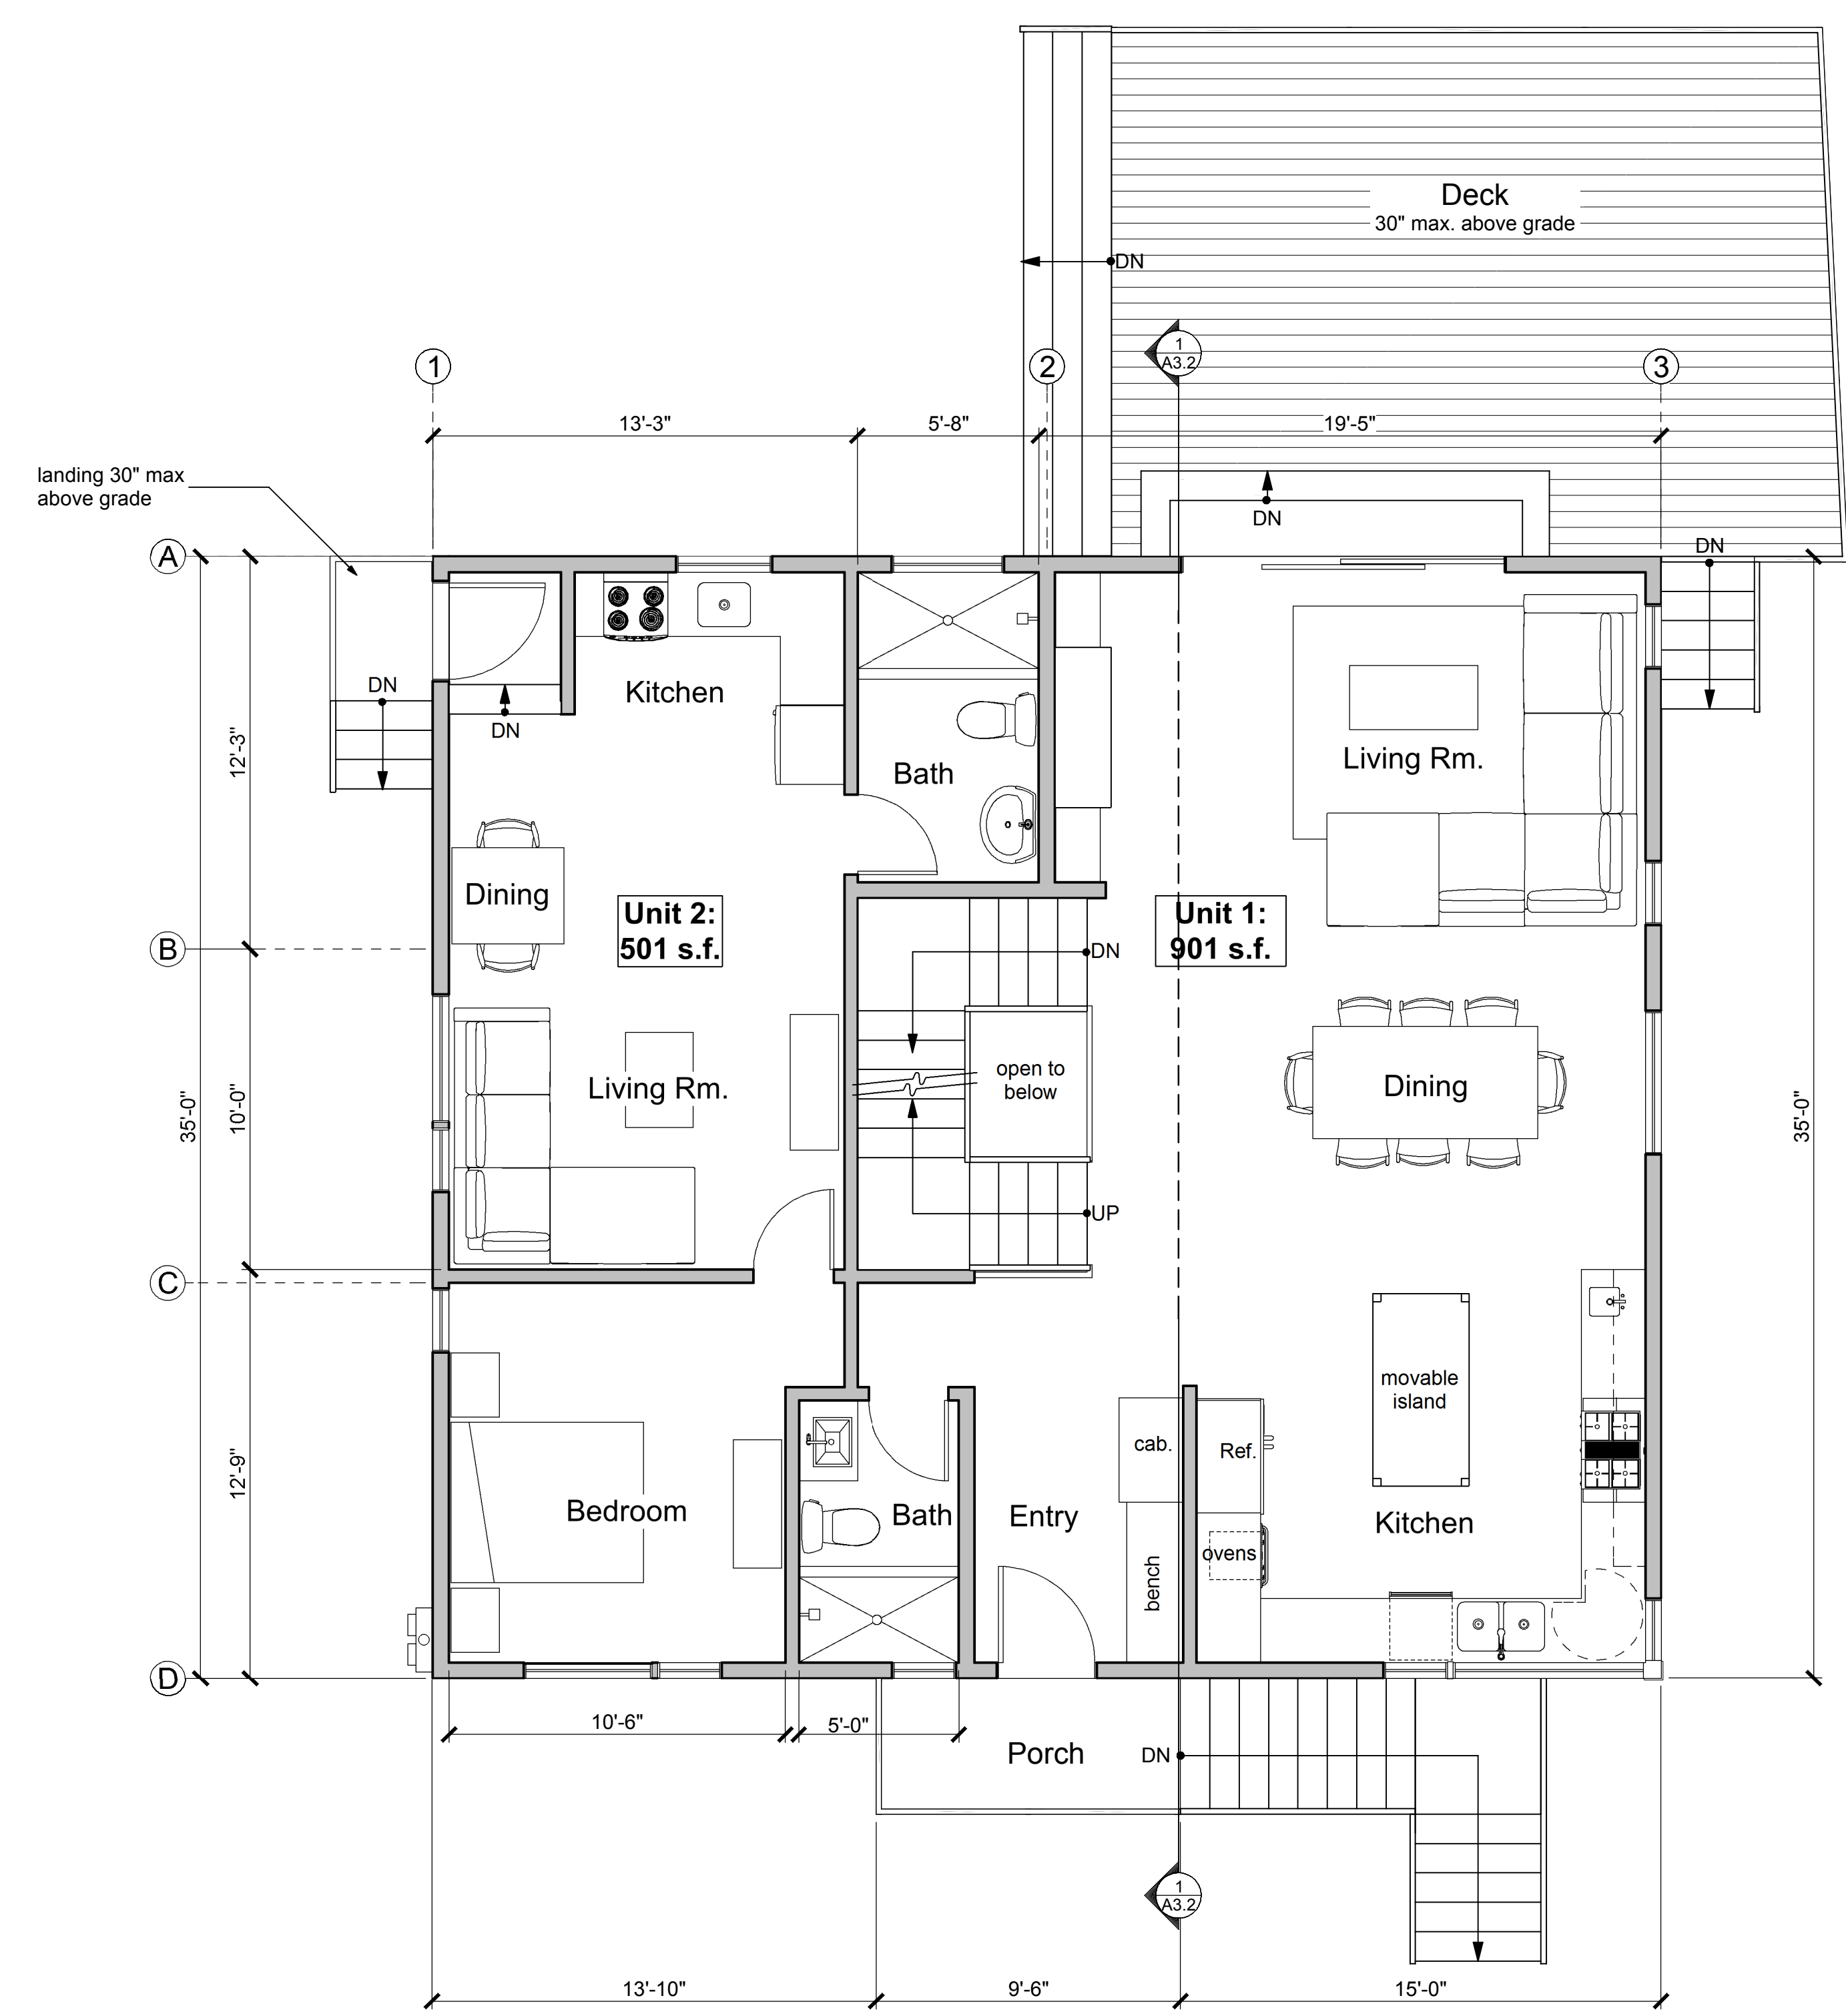 Deck
30" max. above grade
DN
1
A3.2
1
2
3
13'-3"
5'-8"
19'-5"
landing 30" max
above grade
DN
A
DN
DN
DN
Kitchen
Living Rm.
Bath
12'-3"
Dining
Unit 2:
501 s.f.
Unit 1:
901 s.f.
B
DN
open to
below
Living Rm.
Dining
35'-0"
10'-0"
35'-0"
UP
C
movable
island
cab.
Ref.
12'-9"
Bedroom
Bath
Entry
Kitchen
ovens
bench
D
10'-6"
5'-0"
Porch
DN
1
A3.2
13'-10"
9'-6"
15'-0"